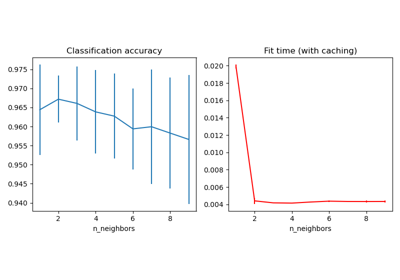 Classification accuracy
0.975
0.970
0.965
0.960
0.955
0.950
0.945
0.940
2 4 6 8
n_neighbors
Fit time (with caching)
0.020
0.018
0.016
0.014
0.012
0.010
0.008
0.006
0.004
2 4 6 8
n_neighbors